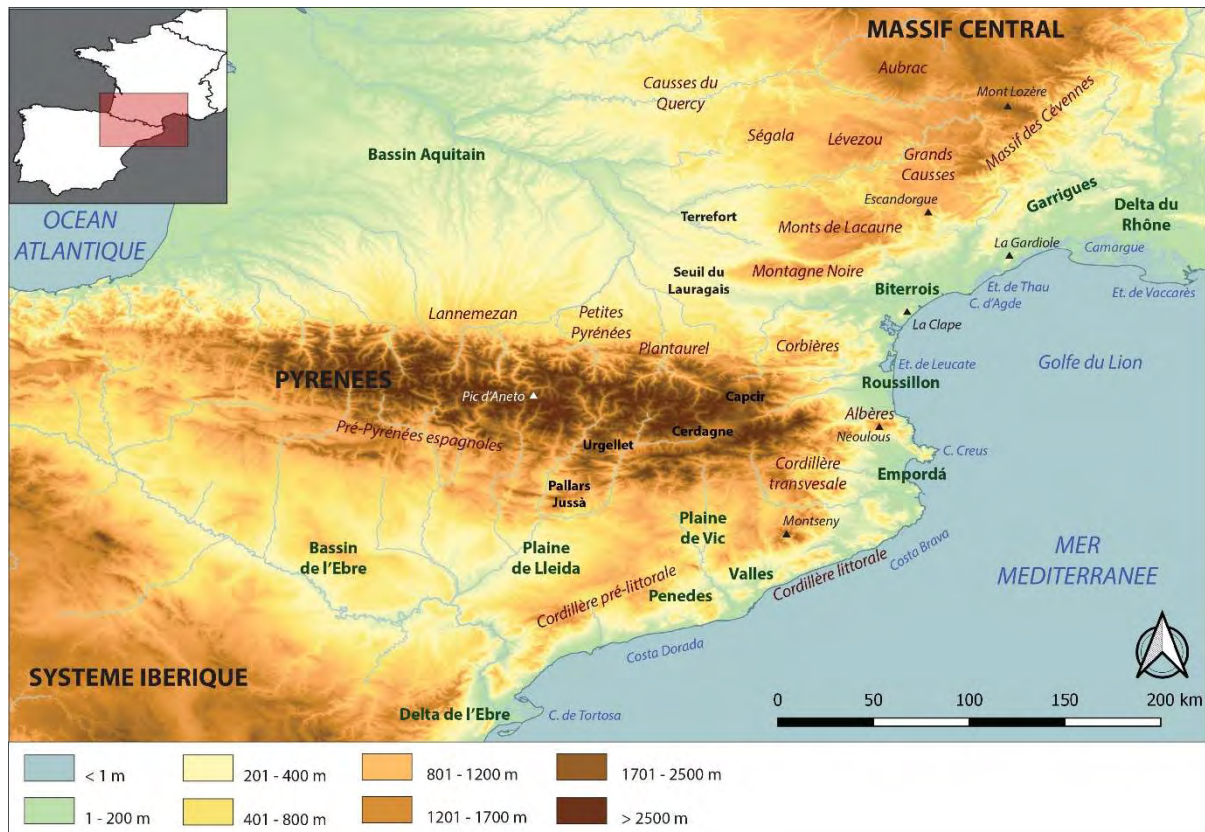 MASSIF CENTRAL
Aubrac
Causses du
Quercy
Mont Lozère
Massif des Cévennes
Ségala
Lévezou
Grands
Causses
Bassin Aquitain
Escandorgue
Garrigues
Delta du
Rhône
OCEAN
ATLANTIQUE
Terrefort
Monts de Lacaune
La Gardiole
Camargue
Seuil du
Lauragais
Montagne Noire
Biterrois
Et. de Thau
C. d'Agde
Et. de Vaccarès
Lannemezan
Petites
Pyrénées
Plantaurel
Corbières
La Clape
Et. de Leucate
Golfe du Lion
PYRENEES
Pic d'Aneto
Capcir
Roussillon
Albères
Néoulous
Pré-Pyrénées espagnoles
Urgellet
Cerdagne
C. Creus
Cordillère
transvesale
Empordá
Pallars
Jussà
Plaine
de Vic
Montseny
Bassin
de l'Ebre
Plaine
de Lleida
Costa Brava
MER
MEDITERRANEE
Valles
Cordillère littorale
Cordillère pré-littorale
Penedes
Costa Dorada
SYSTEME IBERIQUE
Delta de l'Ebre
C. de Tortosa
0 50 100 150 200 km
< 1 m
201 - 400 m
801 - 1200 m
1701 - 2500 m
1 - 200 m
401 - 800 m
1201 - 1700 m
> 2500 m